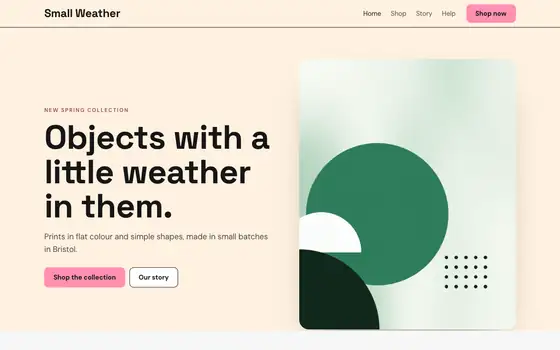 Small Weather
Home Shop Story Help Shop now
NEW SPRING COLLECTION
Objects with a
little weather
in them.
Prints in flat colour and simple shapes, made in small batches
in Bristol.
Shop the collection Our story